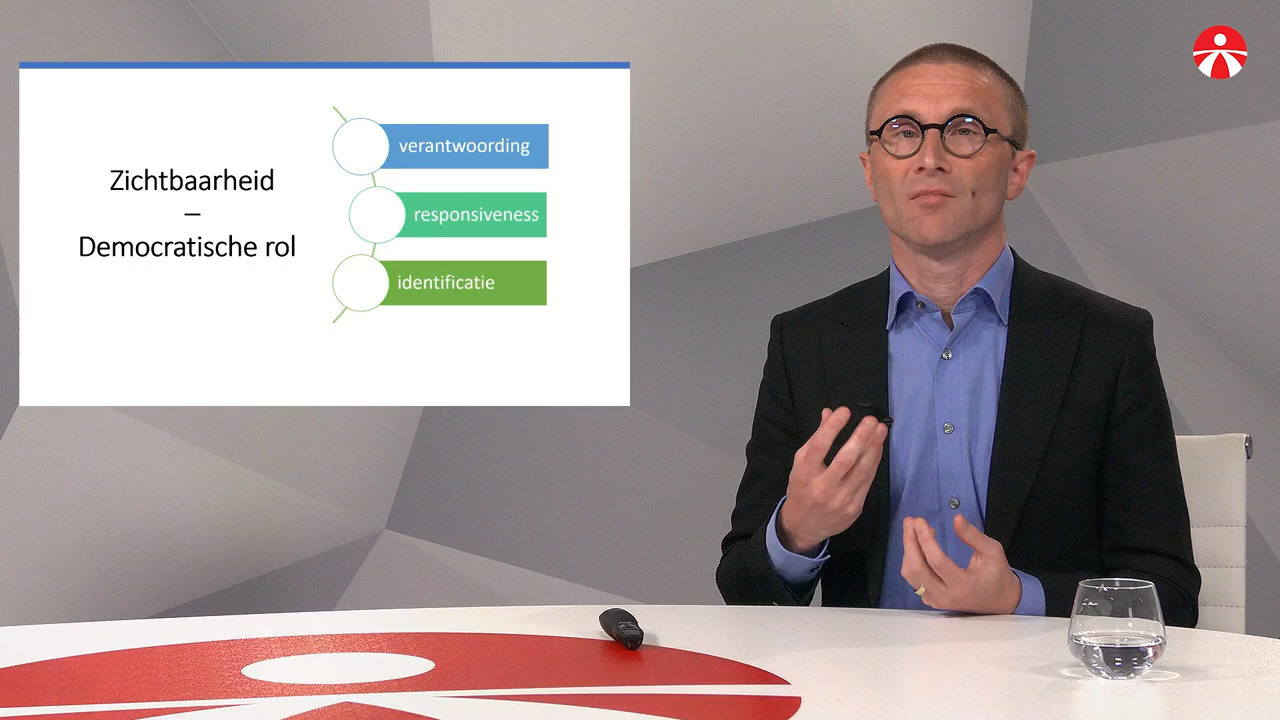 Zichtbaarheid
–
Democratische rol
verantwoording
responsiveness
identificatie